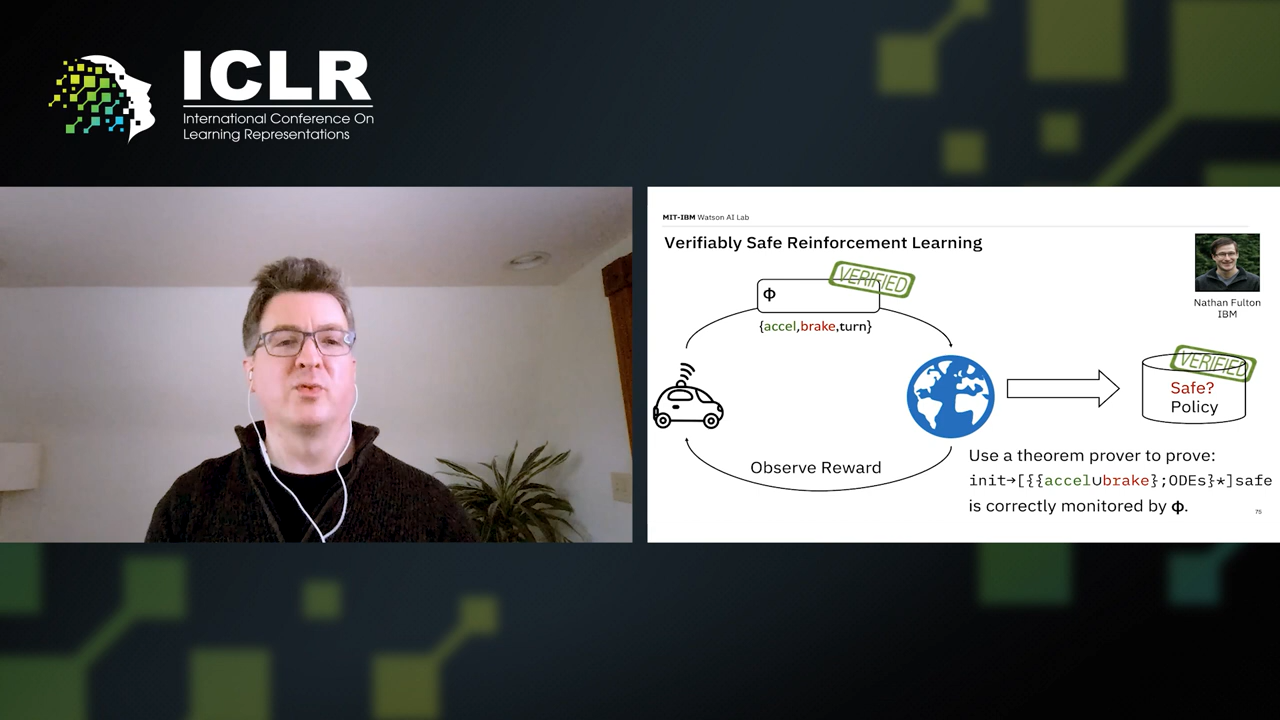 ICLR
International Conference On
Learning Representations
MIT-IBM Watson AI Lab
Verifiably Safe Reinforcement Learning
VERIFIED
ϕ
{accel,brake,turn}
Nathan Fulton
IBM
VERIFIED
Safe?
Policy
Observe Reward
Use a theorem prover to prove:
init→[{{accel∪brake};ODEs}*]safe
is correctly monitored by ϕ.
75